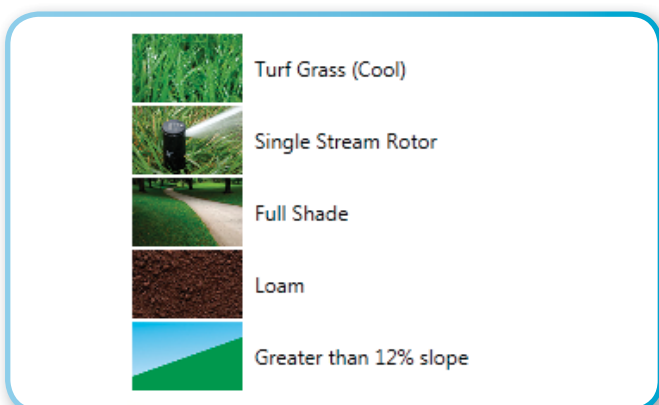 Turf Grass (Cool)
Single Stream Rotor
Full Shade
Loam
Greater than 12% slope